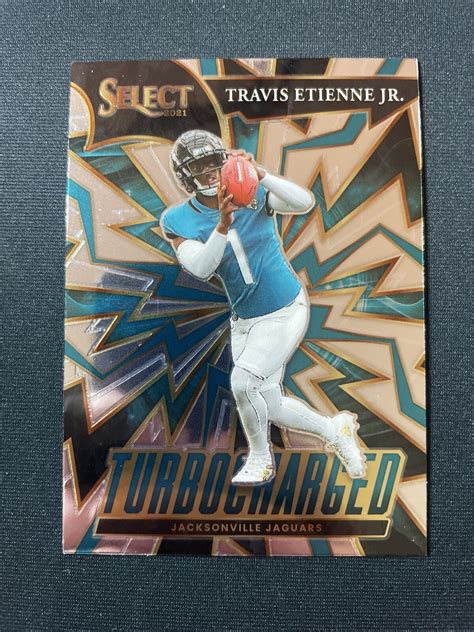 SELECT
2021
TRAVIS ETIENNE JR.
1
TURBOCHARGED
JACKSONVILLE JAGUARS